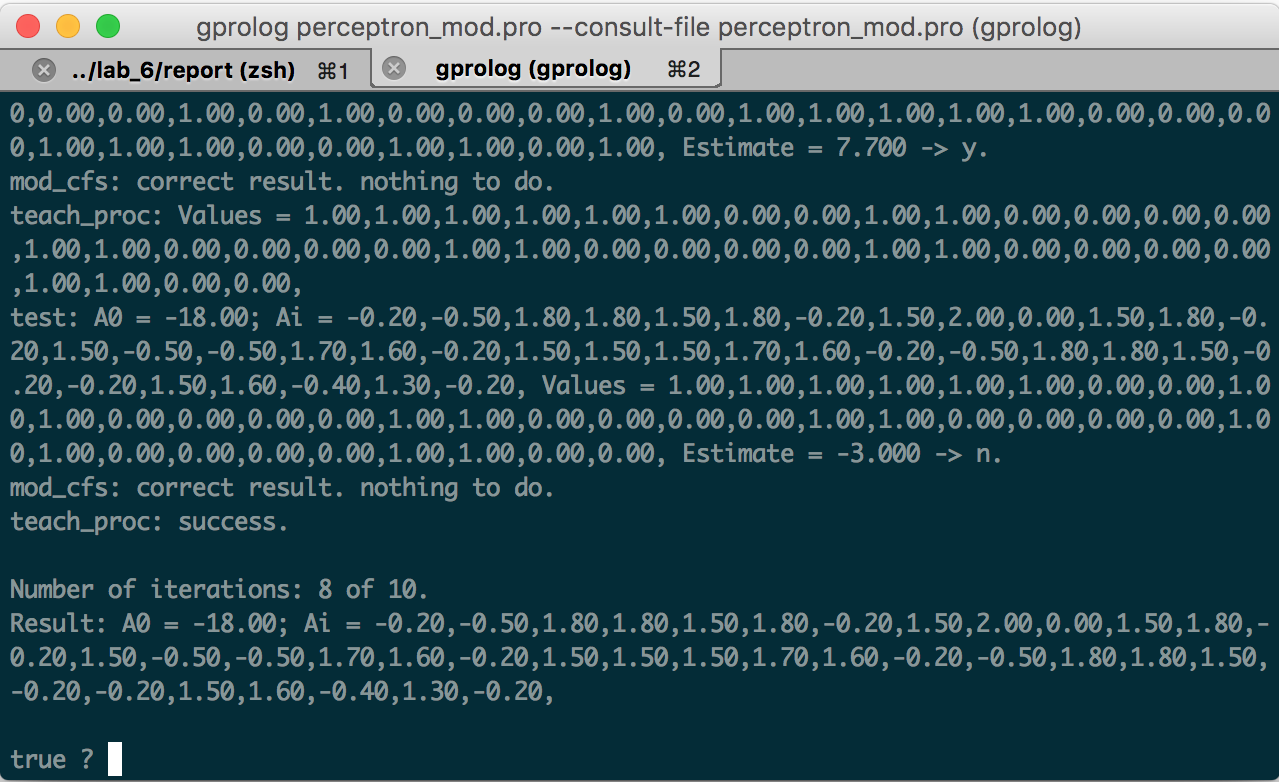 gprolog perceptron_mod.pro --consult-file perceptron_mod.pro (gprolog)
../lab_6/report (zsh) ⌘1 gprolog (gprolog) ⌘2
0,0.00,0.00,1.00,0.00,1.00,0.00,0.00,0.00,1.00,0.00,1.00,1.00,1.00,1.00,1.00,0.00,0.00,0.0
0,1.00,1.00,1.00,0.00,0.00,1.00,1.00,0.00,1.00, Estimate = 7.700 -> y.
mod_cfs: correct result. nothing to do.
teach_proc: Values = 1.00,1.00,1.00,1.00,1.00,1.00,0.00,0.00,1.00,1.00,0.00,0.00,0.00,0.00
,1.00,1.00,0.00,0.00,0.00,0.00,1.00,1.00,0.00,0.00,0.00,0.00,1.00,1.00,0.00,0.00,0.00,0.00
,1.00,1.00,0.00,0.00,
test: A0 = -18.00; Ai = -0.20,-0.50,1.80,1.80,1.50,1.80,-0.20,1.50,2.00,0.00,1.50,1.80,-0.
20,1.50,-0.50,-0.50,1.70,1.60,-0.20,1.50,1.50,1.50,1.70,1.60,-0.20,-0.50,1.80,1.80,1.50,-0
.20,-0.20,1.50,1.60,-0.40,1.30,-0.20, Values = 1.00,1.00,1.00,1.00,1.00,1.00,0.00,0.00,1.0
0,1.00,0.00,0.00,0.00,0.00,1.00,1.00,0.00,0.00,0.00,0.00,1.00,1.00,0.00,0.00,0.00,0.00,1.0
0,1.00,0.00,0.00,0.00,0.00,1.00,1.00,0.00,0.00, Estimate = -3.000 -> n.
mod_cfs: correct result. nothing to do.
teach_proc: success.
Number of iterations: 8 of 10.
Result: A0 = -18.00; Ai = -0.20,-0.50,1.80,1.80,1.50,1.80,-0.20,1.50,2.00,0.00,1.50,1.80,-
0.20,1.50,-0.50,-0.50,1.70,1.60,-0.20,1.50,1.50,1.50,1.70,1.60,-0.20,-0.50,1.80,1.80,1.50,
-0.20,-0.20,1.50,1.60,-0.40,1.30,-0.20,
true ?